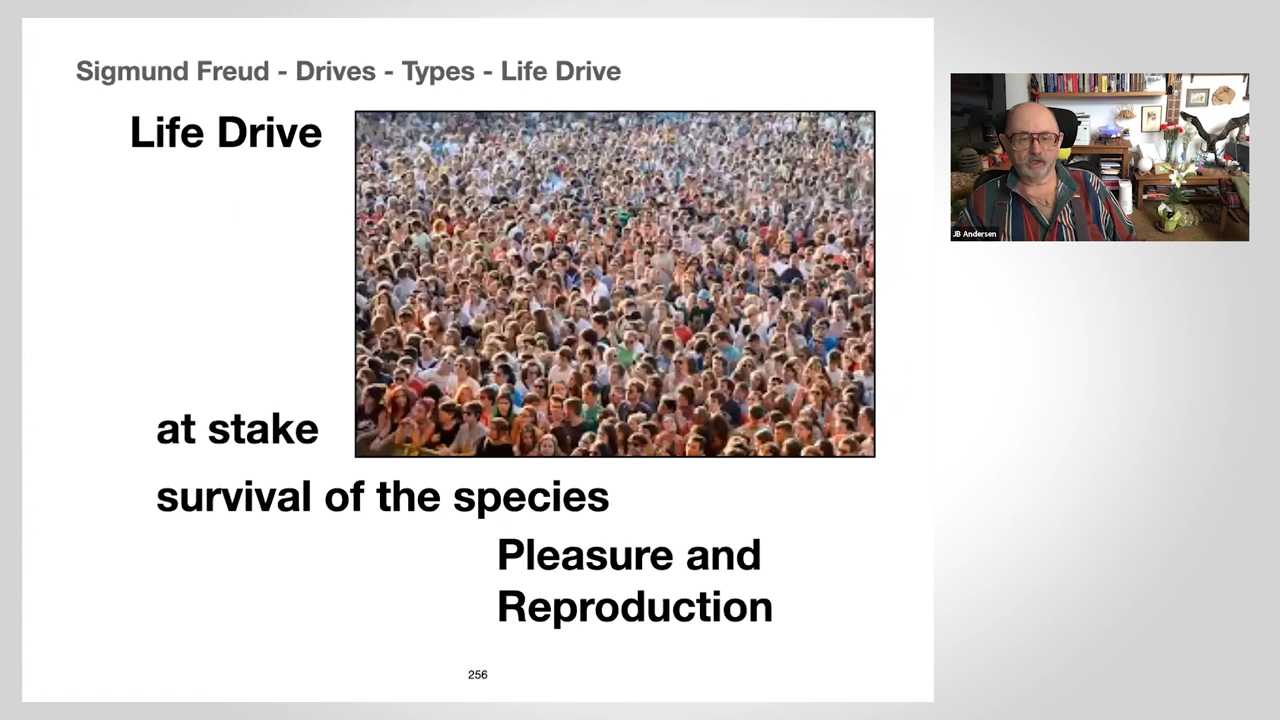 Sigmund Freud - Drives - Types - Life Drive
Life Drive
at stake
survival of the species
Pleasure and
Reproduction
256
JB Andersen